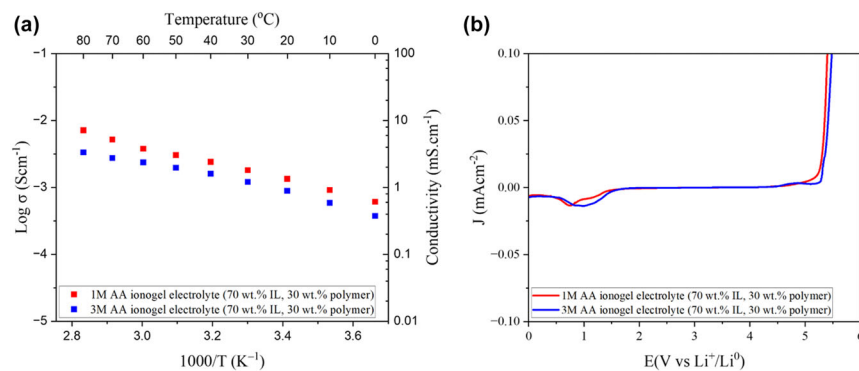 (a)
Temperature (°C)
80 70 60 50 40 30 20 10 0
−1
−2
−3
−4
−5
Log σ (Scm⁻¹)
100
10
1
0.1
0.01
Conductivity (mS.cm⁻¹)
1M AA ionogel electrolyte (70 wt.% IL, 30 wt.% polymer)
3M AA ionogel electrolyte (70 wt.% IL, 30 wt.% polymer)
2.8 3.0 3.2 3.4 3.6
1000/T (K⁻¹)
(b)
0.10
0.05
0.00
−0.05
−0.10
J (mAcm⁻²)
1M AA ionogel electrolyte (70 wt.% IL, 30 wt.% polymer)
3M AA ionogel electrolyte (70 wt.% IL, 30 wt.% polymer)
0 1 2 3 4 5 6
E(V vs Li⁺/Li⁰)